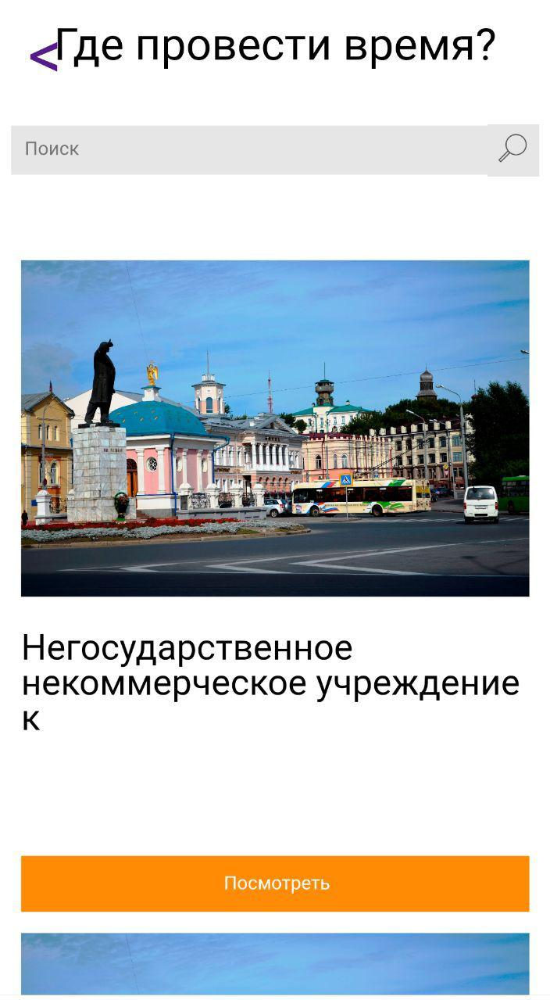 <Где провести время?
Поиск
Негосударственное
некоммерческое учреждение
к
Посмотреть